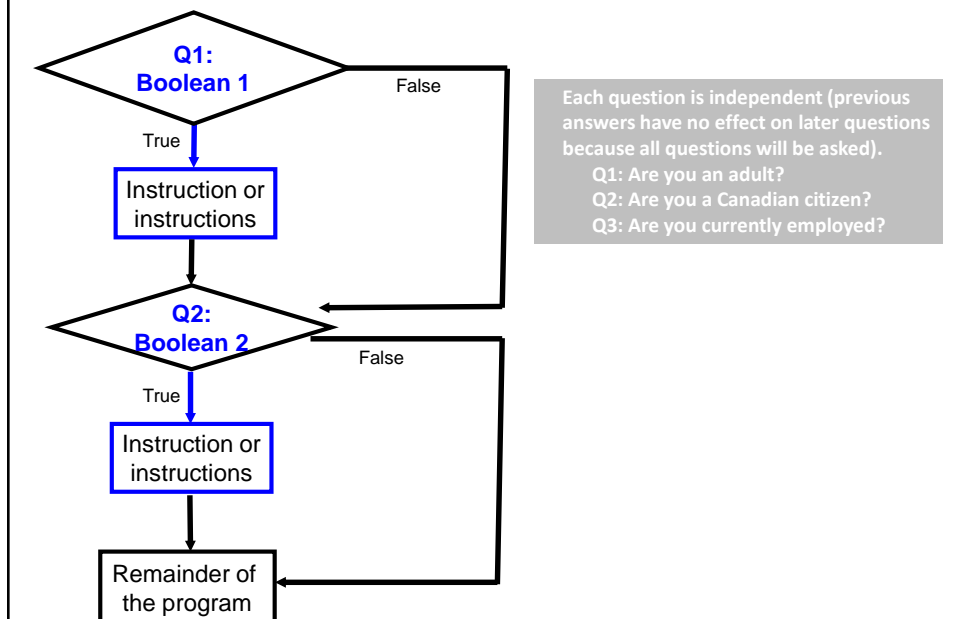 Q1:
Boolean 1
False
True
Instruction or
instructions
Each question is independent (previous
answers have no effect on later questions
because all questions will be asked).
Q1: Are you an adult?
Q2: Are you a Canadian citizen?
Q3: Are you currently employed?
Q2:
Boolean 2
False
True
Instruction or
instructions
Remainder of
the program